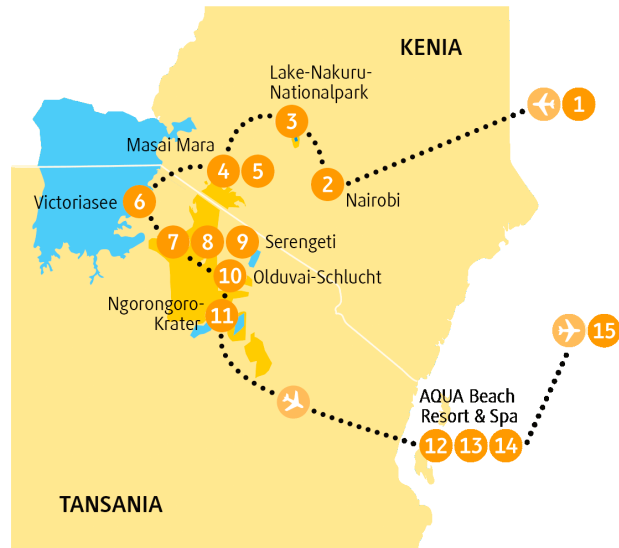 KENIA
Lake-Nakuru-
Nationalpark
1
3
Masai Mara
4 5
2
Nairobi
Victoriasee 6
7 8 9 Serengeti
10 Olduvai-Schlucht
Ngorongoro-
Krater 11
15
AQUA Beach
Resort & Spa
12 13 14
TANSANIA